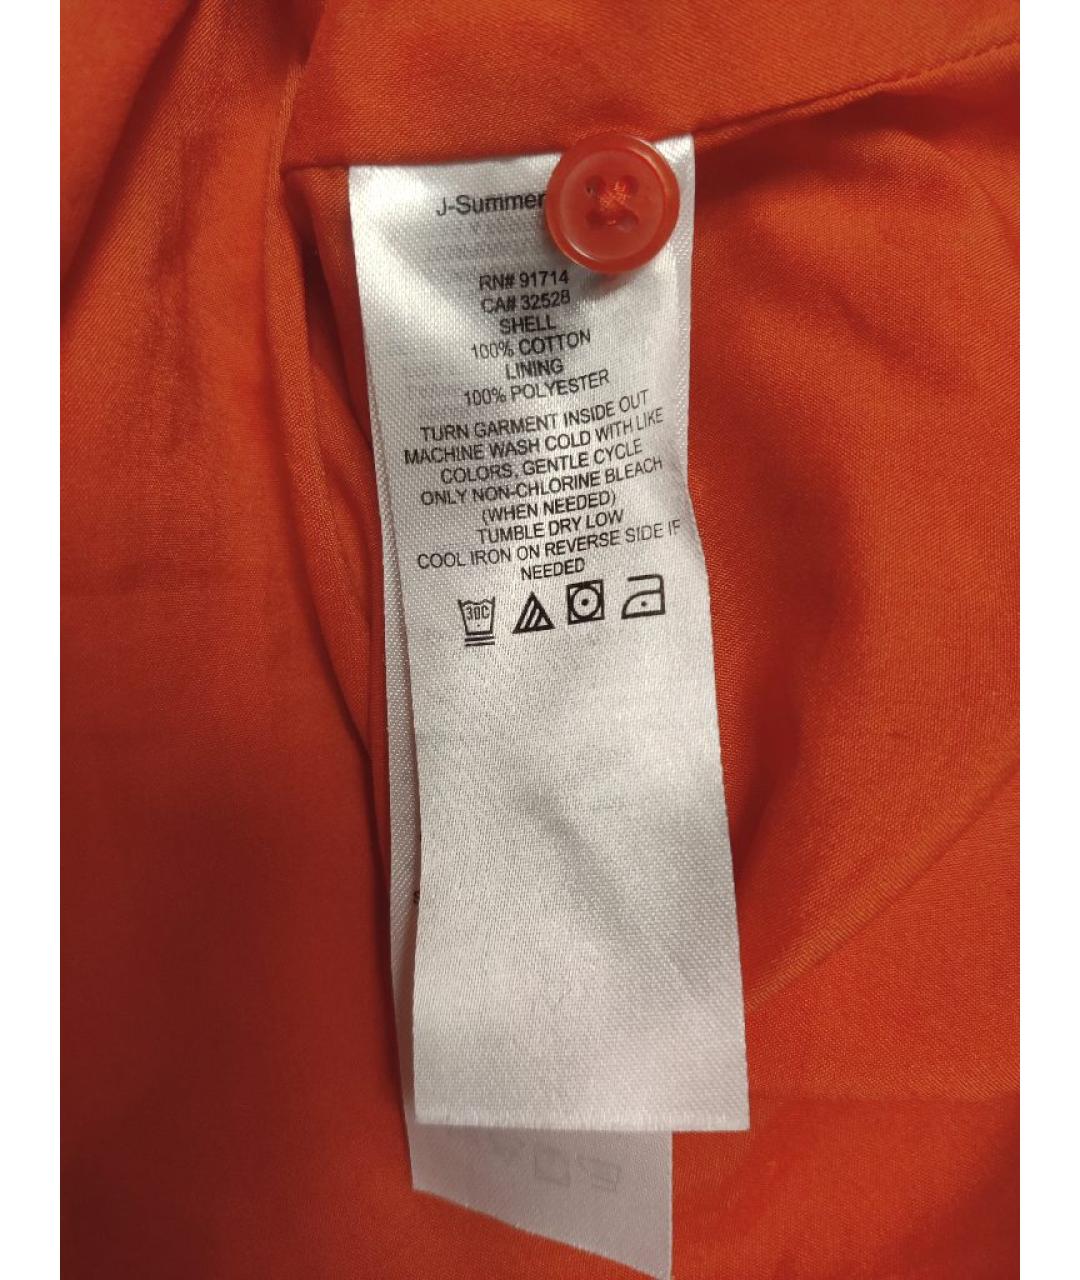 J-Summer
RN# 91714
CA# 32528
SHELL
100% COTTON
LINING
100% POLYESTER
TURN GARMENT INSIDE OUT
MACHINE WASH COLD WITH LIKE
COLORS, GENTLE CYCLE
ONLY NON-CHLORINE BLEACH
(WHEN NEEDED)
TUMBLE DRY LOW
COOL IRON ON REVERSE SIDE IF
NEEDED
30C